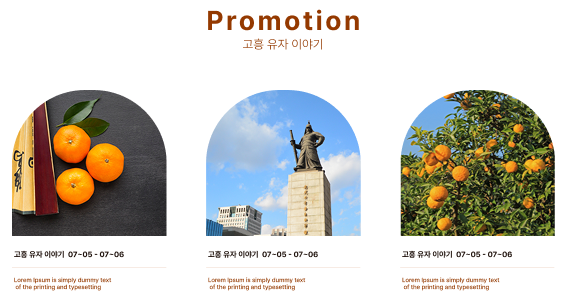 Promotion
고흥 유자 이야기
고흥 유자 이야기 07-05 - 07-06
Lorem Ipsum is simply dummy text
of the printing and typesetting
고흥 유자 이야기 07-05 - 07-06
Lorem Ipsum is simply dummy text
of the printing and typesetting
고흥 유자 이야기 07-05 - 07-06
Lorem Ipsum is simply dummy text
of the printing and typesetting